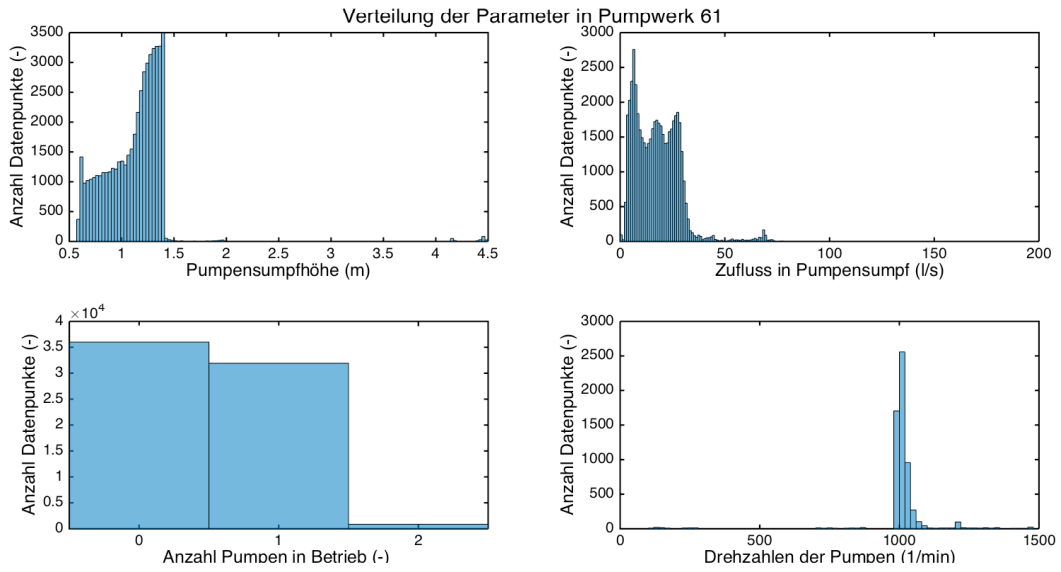 Verteilung der Parameter in Pumpwerk 61
Anzahl Datenpunkte (-)
3500
3000
2500
2000
1500
1000
500
0
0.5 1 1.5 2 2.5 3 3.5 4 4.5
Pumpensumpfhöhe (m)
Anzahl Datenpunkte (-)
3000
2500
2000
1500
1000
500
0
0 50 100 150 200
Zufluss in Pumpensumpf (l/s)
×10⁴
Anzahl Datenpunkte (-)
4
3.5
3
2.5
2
1.5
1
0.5
0
0 1 2
Anzahl Pumpen in Betrieb (-)
Anzahl Datenpunkte (-)
3000
2500
2000
1500
1000
500
0
0 500 1000 1500
Drehzahlen der Pumpen (1/min)